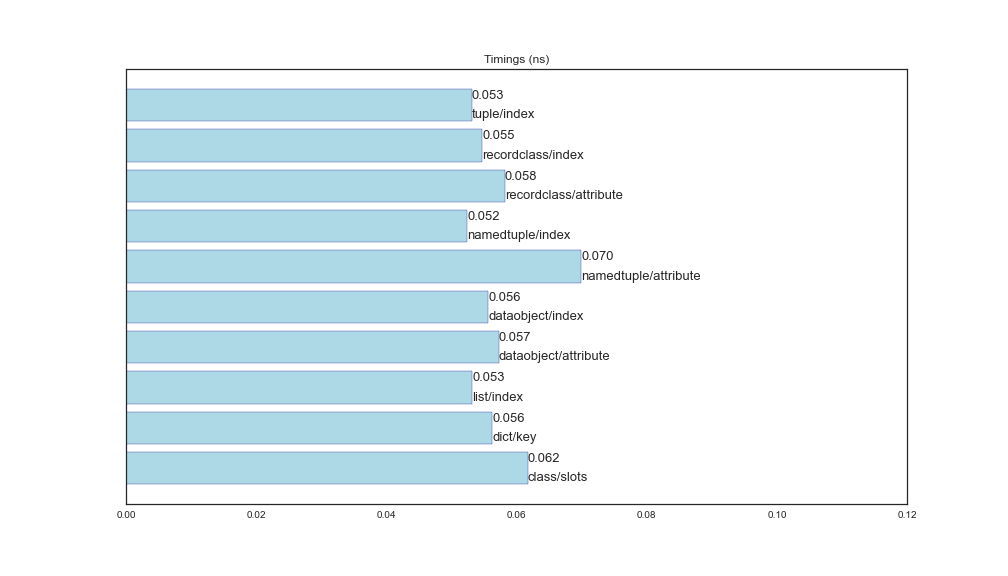 Timings (ns)
0.053
tuple/index
0.055
recordclass/index
0.058
recordclass/attribute
0.052
namedtuple/index
0.070
namedtuple/attribute
0.056
dataobject/index
0.057
dataobject/attribute
0.053
list/index
0.056
dict/key
0.062
class/slots
0.00 0.02 0.04 0.06 0.08 0.10 0.12